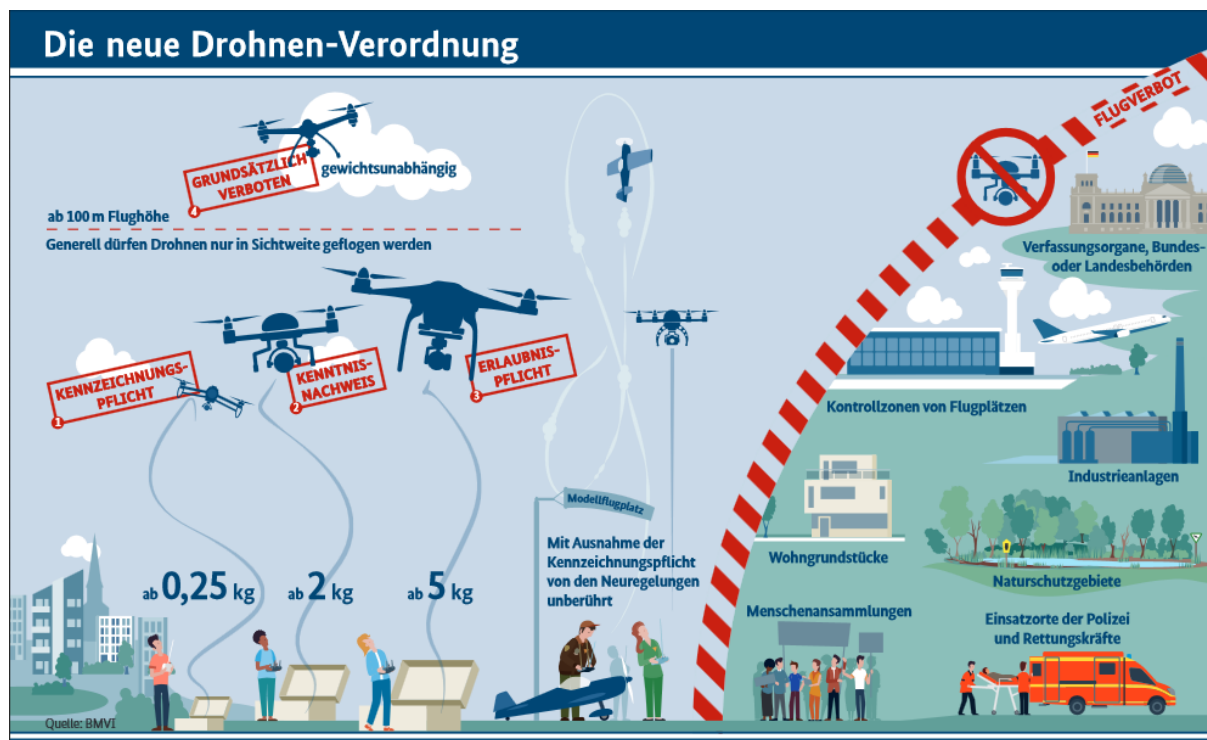 Die neue Drohnen-Verordnung
FLUGVERBOT
GRUNDSÄTZLICH
VERBOTEN
4
gewichtsunabhängig
ab 100 m Flughöhe
Generell dürfen Drohnen nur in Sichtweite geflogen werden
KENNZEICHNUNGS-
PFLICHT
1
KENNTNIS-
NACHWEIS
2
ERLAUBNIS-
PFLICHT
3
ab 0,25 kg
ab 2 kg
ab 5 kg
Modellflugplatz
Mit Ausnahme der
Kennzeichnungspflicht
von den Neuregelungen
unberührt
Verfassungsorgane, Bundes-
oder Landesbehörden
Kontrollzonen von Flugplätzen
Industrieanlagen
Wohngrundstücke
Naturschutzgebiete
Menschenansammlungen
Einsatzorte der Polizei
und Rettungskräfte
Quelle: BMVI